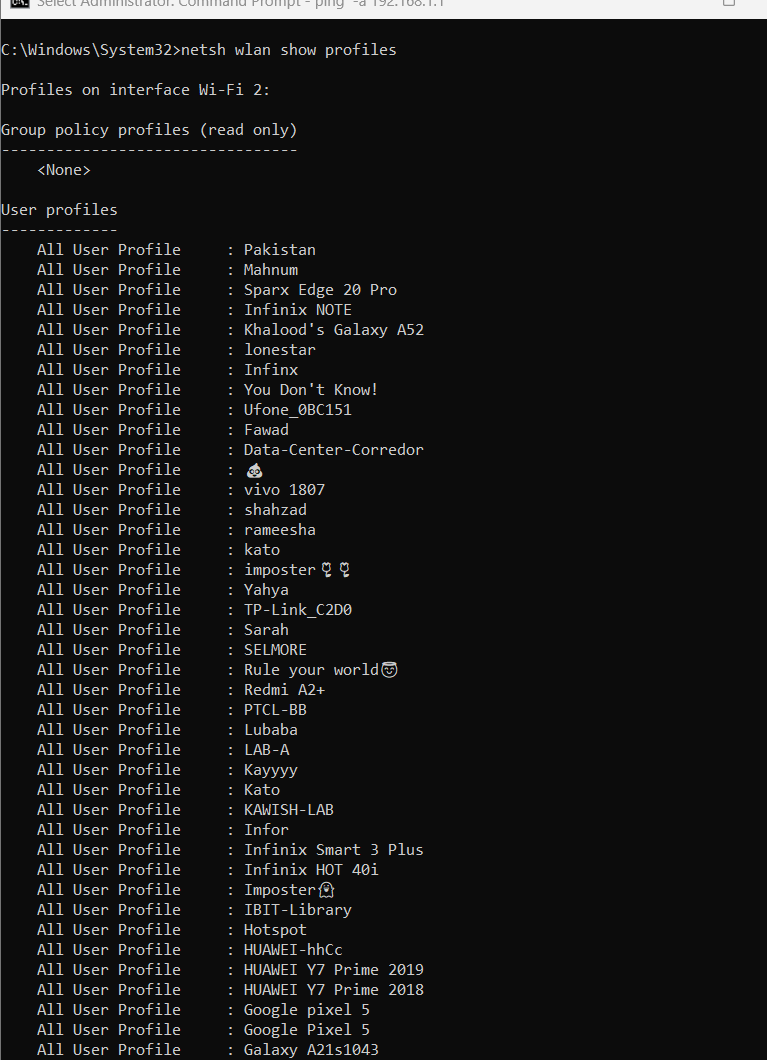 Select Administrator: Command Prompt - ping -a 192.168.1.1
C:\Windows\System32>netsh wlan show profiles
Profiles on interface Wi-Fi 2:
Group policy profiles (read only)
---------------------------------
    <None>
User profiles
-------------
    All User Profile     : Pakistan
    All User Profile     : Mahnum
    All User Profile     : Sparx Edge 20 Pro
    All User Profile     : Infinix NOTE
    All User Profile     : Khalood's Galaxy A52
    All User Profile     : lonestar
    All User Profile     : Infinx
    All User Profile     : You Don't Know!
    All User Profile     : Ufone_0BC151
    All User Profile     : Fawad
    All User Profile     : Data-Center-Corredor
    All User Profile     : 💩
    All User Profile     : vivo 1807
    All User Profile     : shahzad
    All User Profile     : rameesha
    All User Profile     : kato
    All User Profile     : imposter🌷🌷
    All User Profile     : Yahya
    All User Profile     : TP-Link_C2D0
    All User Profile     : Sarah
    All User Profile     : SELMORE
    All User Profile     : Rule your world😇
    All User Profile     : Redmi A2+
    All User Profile     : PTCL-BB
    All User Profile     : Lubaba
    All User Profile     : LAB-A
    All User Profile     : Kayyyy
    All User Profile     : Kato
    All User Profile     : KAWISH-LAB
    All User Profile     : Infor
    All User Profile     : Infinix Smart 3 Plus
    All User Profile     : Infinix HOT 40i
    All User Profile     : Imposter👻
    All User Profile     : IBIT-Library
    All User Profile     : Hotspot
    All User Profile     : HUAWEI-hhCc
    All User Profile     : HUAWEI Y7 Prime 2019
    All User Profile     : HUAWEI Y7 Prime 2018
    All User Profile     : Google pixel 5
    All User Profile     : Google Pixel 5
    All User Profile     : Galaxy A21s1043